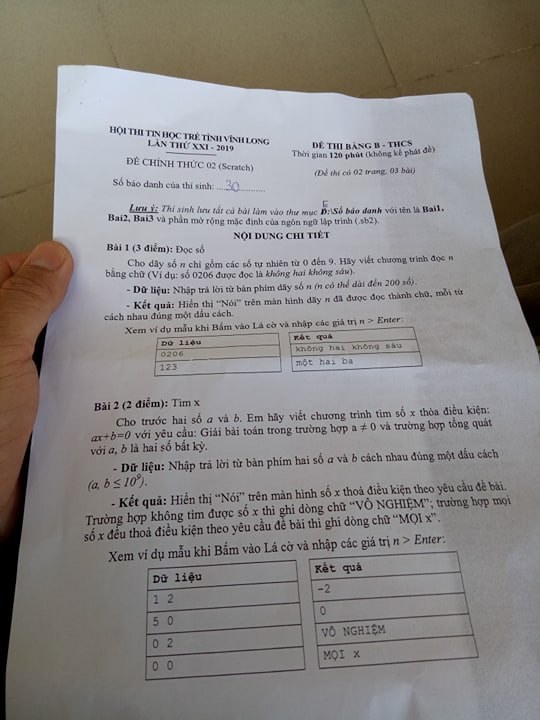 HỘI THI TIN HỌC TRẺ TỈNH VĨNH LONG
LẦN THỨ XXI - 2019
ĐỀ THI BẢNG B - THCS
Thời gian 120 phút (không kể phát đề)
ĐỀ CHÍNH THỨC 02 (Scratch)
(Đề thi có 02 trang, 03 bài)
Số báo danh của thí sinh: ...30...............
E
Lưu ý: Thí sinh lưu tất cả bài làm vào thư mục D:\Số báo danh với tên là Bai1,
Bai2, Bai3 và phần mở rộng mặc định của ngôn ngữ lập trình (.sb2).
NỘI DUNG CHI TIẾT
Bài 1 (3 điểm): Đọc số
Cho dãy số n chỉ gồm các số tự nhiên từ 0 đến 9. Hãy viết chương trình đọc n
bằng chữ (Ví dụ: số 0206 được đọc là không hai không sáu).
- Dữ liệu: Nhập trả lời từ bàn phím dãy số n (n có thể dài đến 200 số).
- Kết quả: Hiển thị “Nói” trên màn hình dãy n đã được đọc thành chữ, mỗi từ
cách nhau đúng một dấu cách.
Xem ví dụ mẫu khi Bấm vào Lá cờ và nhập các giá trị n > Enter:
Dữ liệu Kết quả
0206 không hai không sáu
123 một hai ba
Bài 2 (2 điểm): Tìm x
Cho trước hai số a và b. Em hãy viết chương trình tìm số x thỏa điều kiện:
ax+b=0 với yêu cầu: Giải bài toán trong trường hợp a ≠ 0 và trường hợp tổng quát
với a, b là hai số bất kỳ.
- Dữ liệu: Nhập trả lời từ bàn phím hai số a và b cách nhau đúng một dấu cách
(a, b ≤ 10⁹).
- Kết quả: Hiển thị “Nói” trên màn hình số x thoả điều kiện theo yêu cầu đề bài.
Trường hợp không tìm được số x thì ghi dòng chữ “VÔ NGHIỆM”; trường hợp mọi
số x đều thoả điều kiện theo yêu cầu đề bài thì ghi dòng chữ “MỌI x”.
Xem ví dụ mẫu khi Bấm vào Lá cờ và nhập các giá trị n > Enter:
Dữ liệu Kết quả
1 2 -2
5 0 0
0 2 VÔ NGHIỆM
0 0 MỌI x